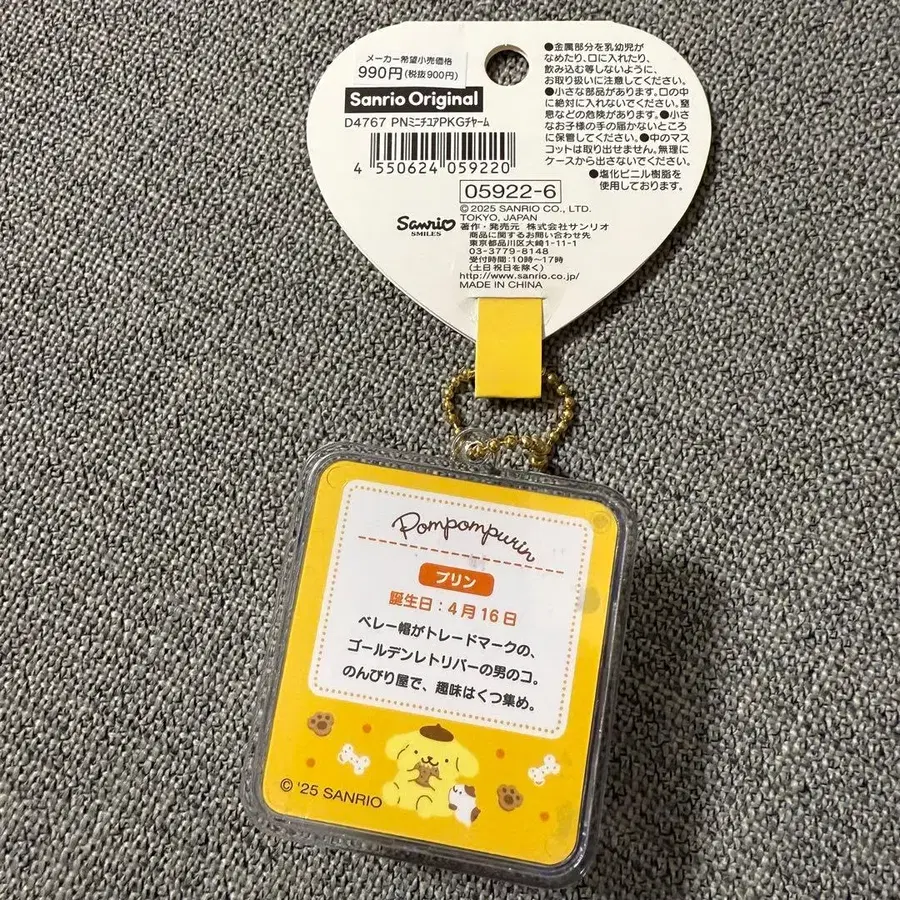 メーカー希望小売価格
990円(税抜900円)
Sanrio Original
D4767 PNミニチユアPKGチャーム
4 550624 059220
05922-6
©2025 SANRIO CO., LTD.
TOKYO, JAPAN
著作・発売元 株式会社サンリオ
商品に関するお問い合わせ先
東京都品川区大崎1-11-1
03-3779-8148
受付時間:10時〜17時
(土日祝日を除く)
http://www.sanrio.co.jp/
MADE IN CHINA
Sanrio
SMILES
●金属部分を乳幼児が
なめたり、口に入れたり、
飲み込む等しないように、
お取り扱いに注意してください。
●小さな部品があります。口の中
に絶対に入れないでください。窒
息などの危険があります。●小さ
なお子様の手の届かないところ
に保管してください。●中のマス
コットは取り出せません。無理に
ケースから出さないでください。
●塩化ビニル樹脂を
使用しております。
Pompompurin
プリン
誕生日:4月16日
ベレー帽がトレードマークの、
ゴールデンレトリバーの男のコ。
のんびり屋で、趣味はくつ集め。
© '25 SANRIO